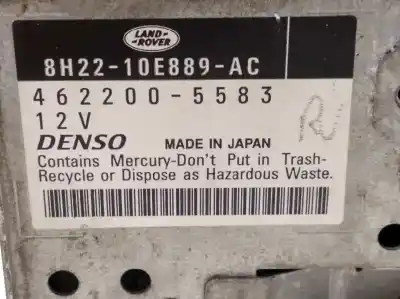 LAND
ROVER
8H22-10E889-AC
462200-5583
12V
DENSO MADE IN JAPAN
Contains Mercury-Don't Put in Trash-
Recycle or Dispose as Hazardous Waste.